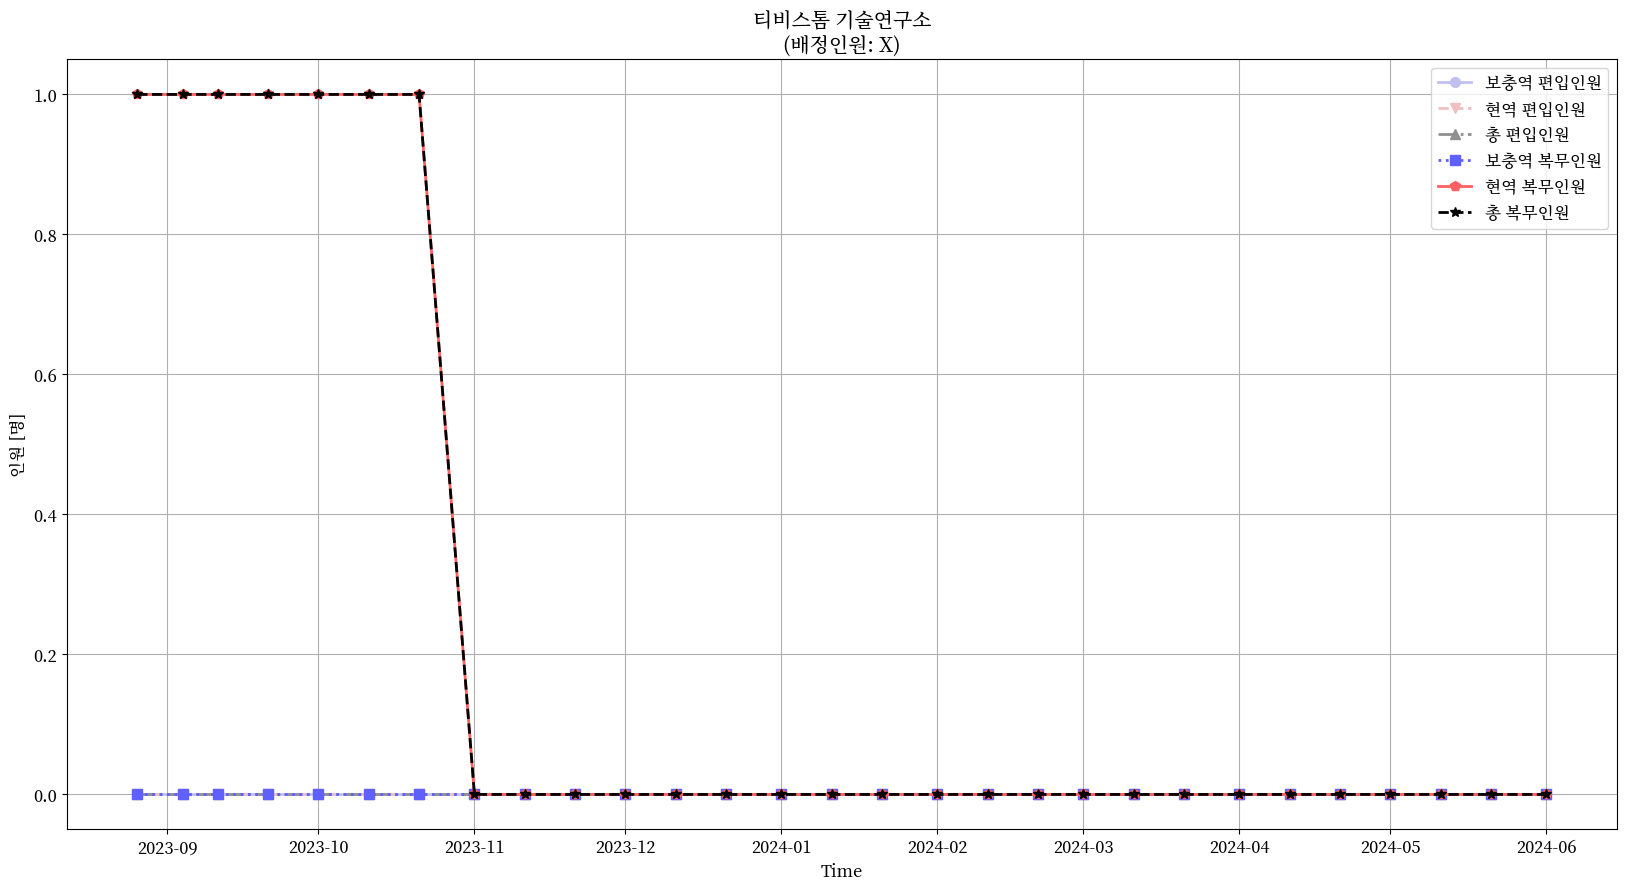 티비스톰 기술연구소
(배정인원: X)
보충역 편입인원
현역 편입인원
총 편입인원
보충역 복무인원
현역 복무인원
총 복무인원
인원 [명]
1.0
0.8
0.6
0.4
0.2
0.0
2023-09
2023-10
2023-11
2023-12
2024-01
2024-02
2024-03
2024-04
2024-05
2024-06
Time